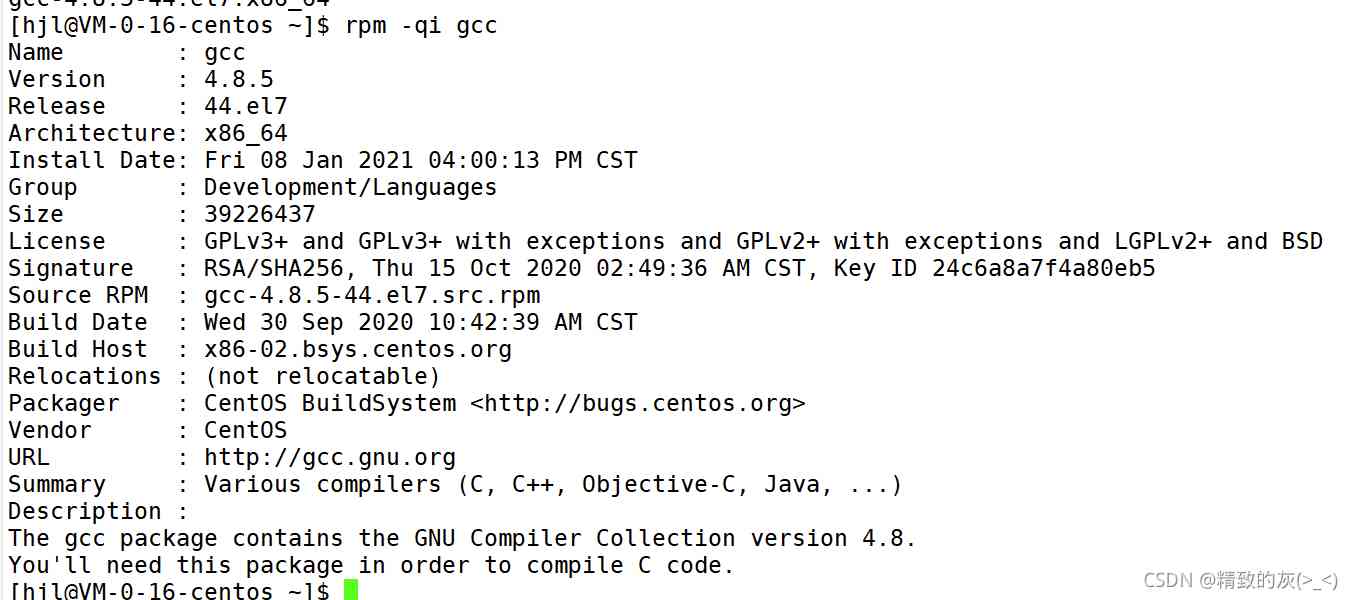 gcc-4.8.5-44.el7.x86_64
[hjl@VM-0-16-centos ~]$ rpm -qi gcc
Name        : gcc
Version     : 4.8.5
Release     : 44.el7
Architecture: x86_64
Install Date: Fri 08 Jan 2021 04:00:13 PM CST
Group       : Development/Languages
Size        : 39226437
License     : GPLv3+ and GPLv3+ with exceptions and GPLv2+ with exceptions and LGPLv2+ and BSD
Signature   : RSA/SHA256, Thu 15 Oct 2020 02:49:36 AM CST, Key ID 24c6a8a7f4a80eb5
Source RPM  : gcc-4.8.5-44.el7.src.rpm
Build Date  : Wed 30 Sep 2020 10:42:39 AM CST
Build Host  : x86-02.bsys.centos.org
Relocations : (not relocatable)
Packager    : CentOS BuildSystem <http://bugs.centos.org>
Vendor      : CentOS
URL         : http://gcc.gnu.org
Summary     : Various compilers (C, C++, Objective-C, Java, ...)
Description :
The gcc package contains the GNU Compiler Collection version 4.8.
You'll need this package in order to compile C code.
[hjl@VM-0-16-centos ~]$
CSDN @精致的灰(>_<)